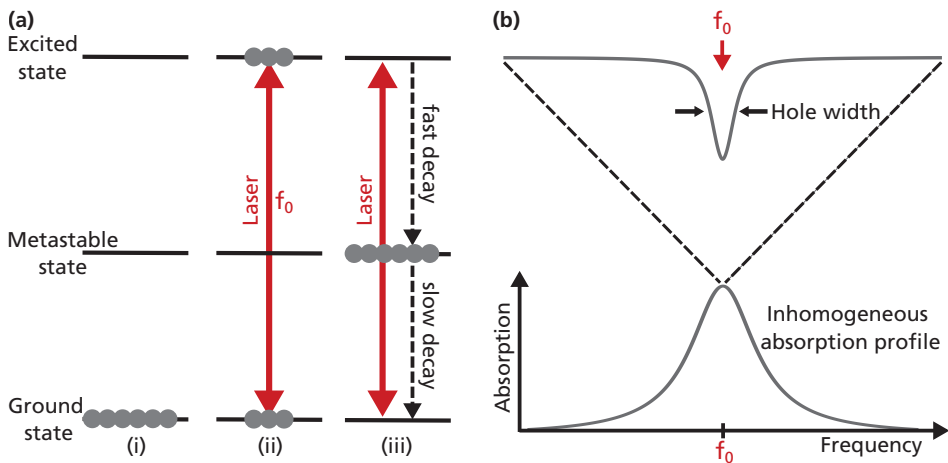 (a)
Excited
state
Laser
f₀
Laser
fast decay
Metastable
state
slow decay
Ground
state
(i)
(ii)
(iii)
(b)
f₀
Hole width
Inhomogeneous
absorption profile
Absorption
f₀
Frequency